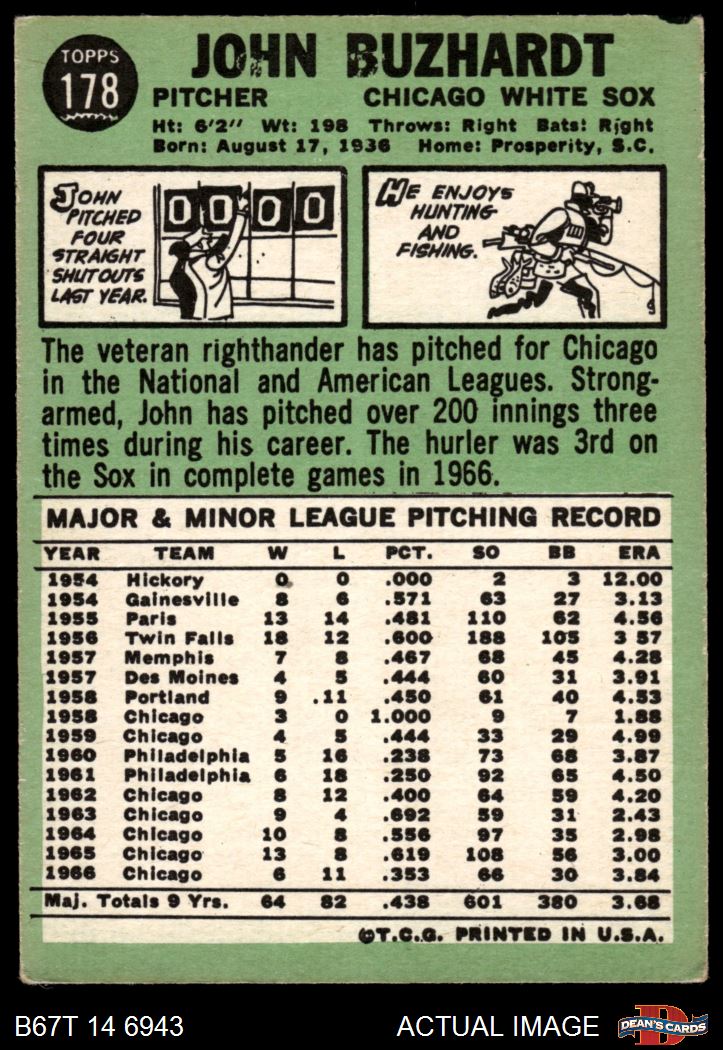 TOPPS
178
JOHN BUZHARDT
PITCHER CHICAGO WHITE SOX
Ht: 6'2" Wt: 198 Throws: Right Bats: Right
Born: August 17, 1936 Home: Prosperity, S.C.
JOHN
PITCHED
FOUR
STRAIGHT
SHUTOUTS
LAST YEAR.
0 0 0 0
HE ENJOYS
HUNTING
AND
FISHING.
The veteran righthander has pitched for Chicago
in the National and American Leagues. Strong-
armed, John has pitched over 200 innings three
times during his career. The hurler was 3rd on
the Sox in complete games in 1966.
MAJOR & MINOR LEAGUE PITCHING RECORD
YEAR TEAM W L PCT. SO BB ERA
1954 Hickory 0 0 .000 2 3 12.00
1954 Gainesville 8 6 .571 63 27 3.13
1955 Paris 13 14 .481 110 62 4.56
1956 Twin Falls 18 12 .600 188 105 3 57
1957 Memphis 7 8 .467 68 45 4.28
1957 Des Moines 4 5 .444 60 31 3.91
1958 Portland 9 .11 .450 61 40 4.53
1958 Chicago 3 0 1.000 9 7 1.88
1959 Chicago 4 5 .444 33 29 4.99
1960 Philadelphia 5 16 .238 73 68 3.87
1961 Philadelphia 6 18 .250 92 65 4.50
1962 Chicago 8 12 .400 64 59 4.20
1963 Chicago 9 4 .692 59 31 2.43
1964 Chicago 10 8 .556 97 35 2.98
1965 Chicago 13 8 .619 108 56 3.00
1966 Chicago 6 11 .353 66 30 3.84
Maj. Totals 9 Yrs. 64 82 .438 601 380 3.68
©T.C.G. PRINTED IN U.S.A.
B67T 14 6943 ACTUAL IMAGE D DEAN'S CARDS